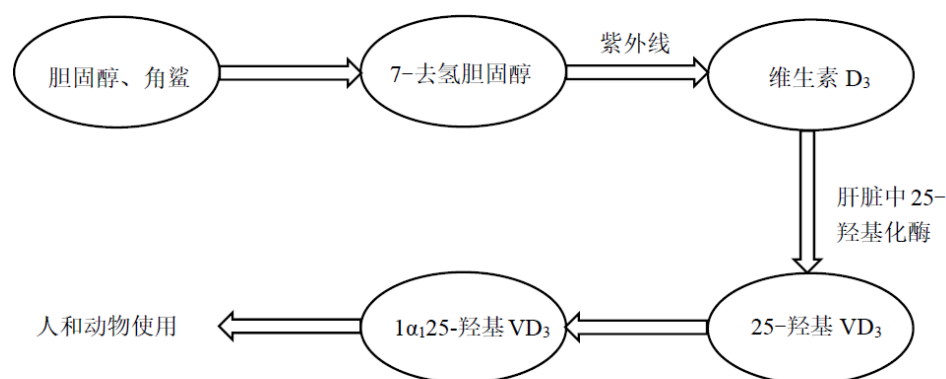 胆固醇、角鲨
7-去氢胆固醇
紫外线
维生素 D₃
肝脏中 25-
羟基化酶
25-羟基 VD₃
1α₁25-羟基 VD₃
人和动物使用